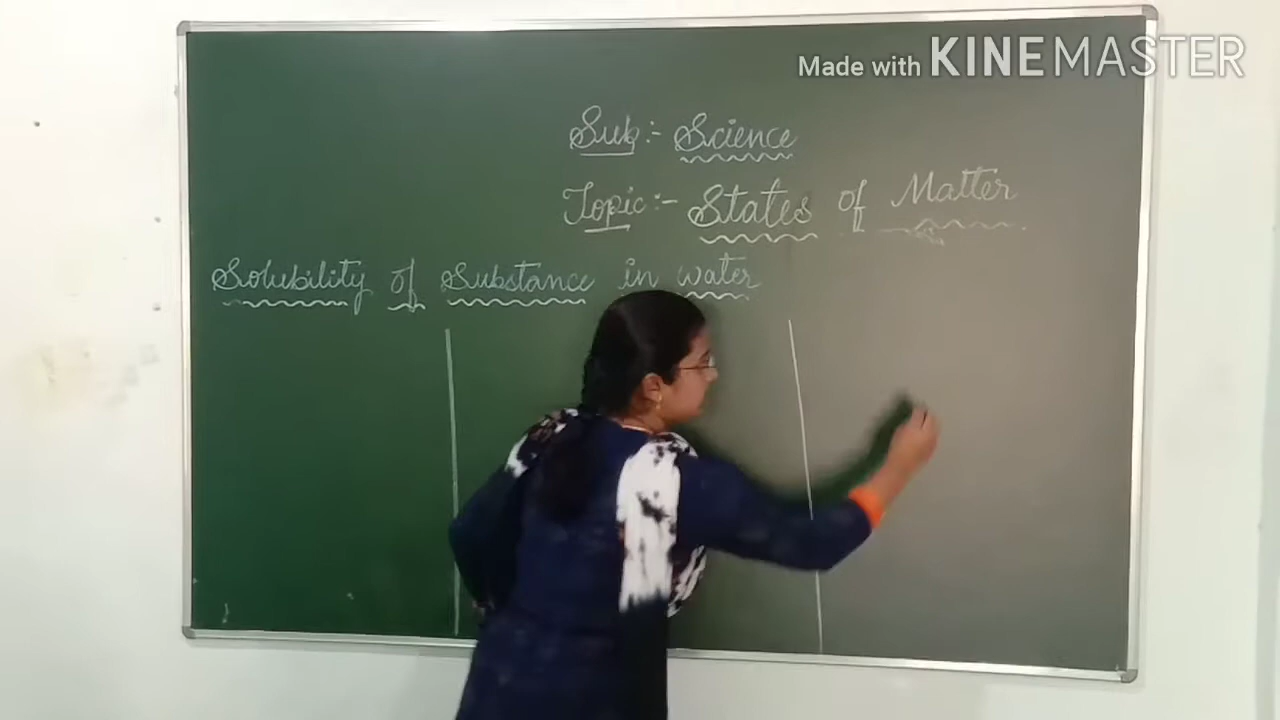 Made with KINEMASTER
Sub:- Science
Topic:- States of Matter
Solubility of Substance in water